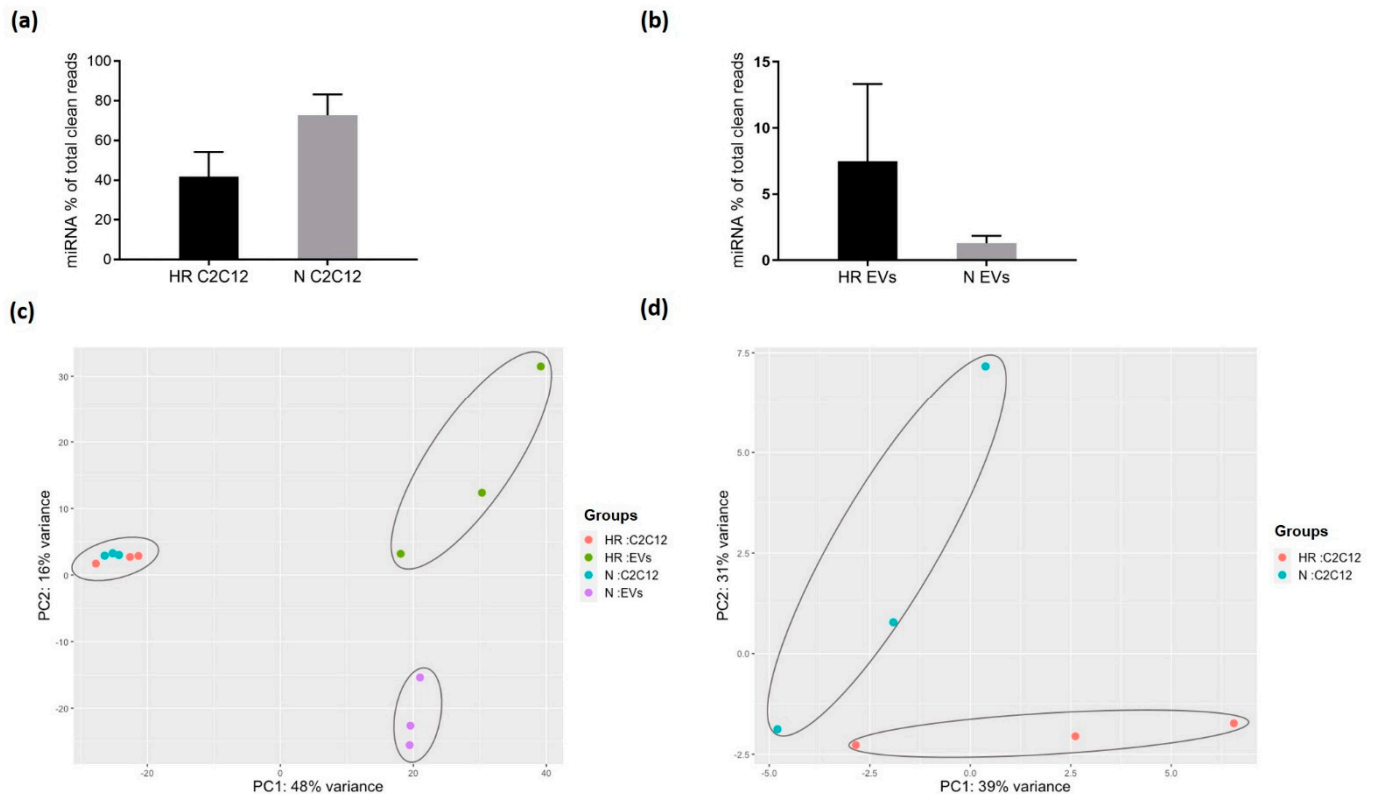 (a)
miRNA % of total clean reads
100
80
60
40
20
0
HR C2C12
N C2C12
(b)
miRNA % of total clean reads
15
10
5
0
HR EVs
N EVs
(c)
PC2: 16% variance
30
20
10
0
-10
-20
-20
0
20
40
PC1: 48% variance
Groups
HR :C2C12
HR :EVs
N :C2C12
N :EVs
(d)
PC2: 31% variance
7.5
5.0
2.5
0.0
-2.5
-5.0
-2.5
0.0
2.5
5.0
PC1: 39% variance
Groups
HR :C2C12
N :C2C12